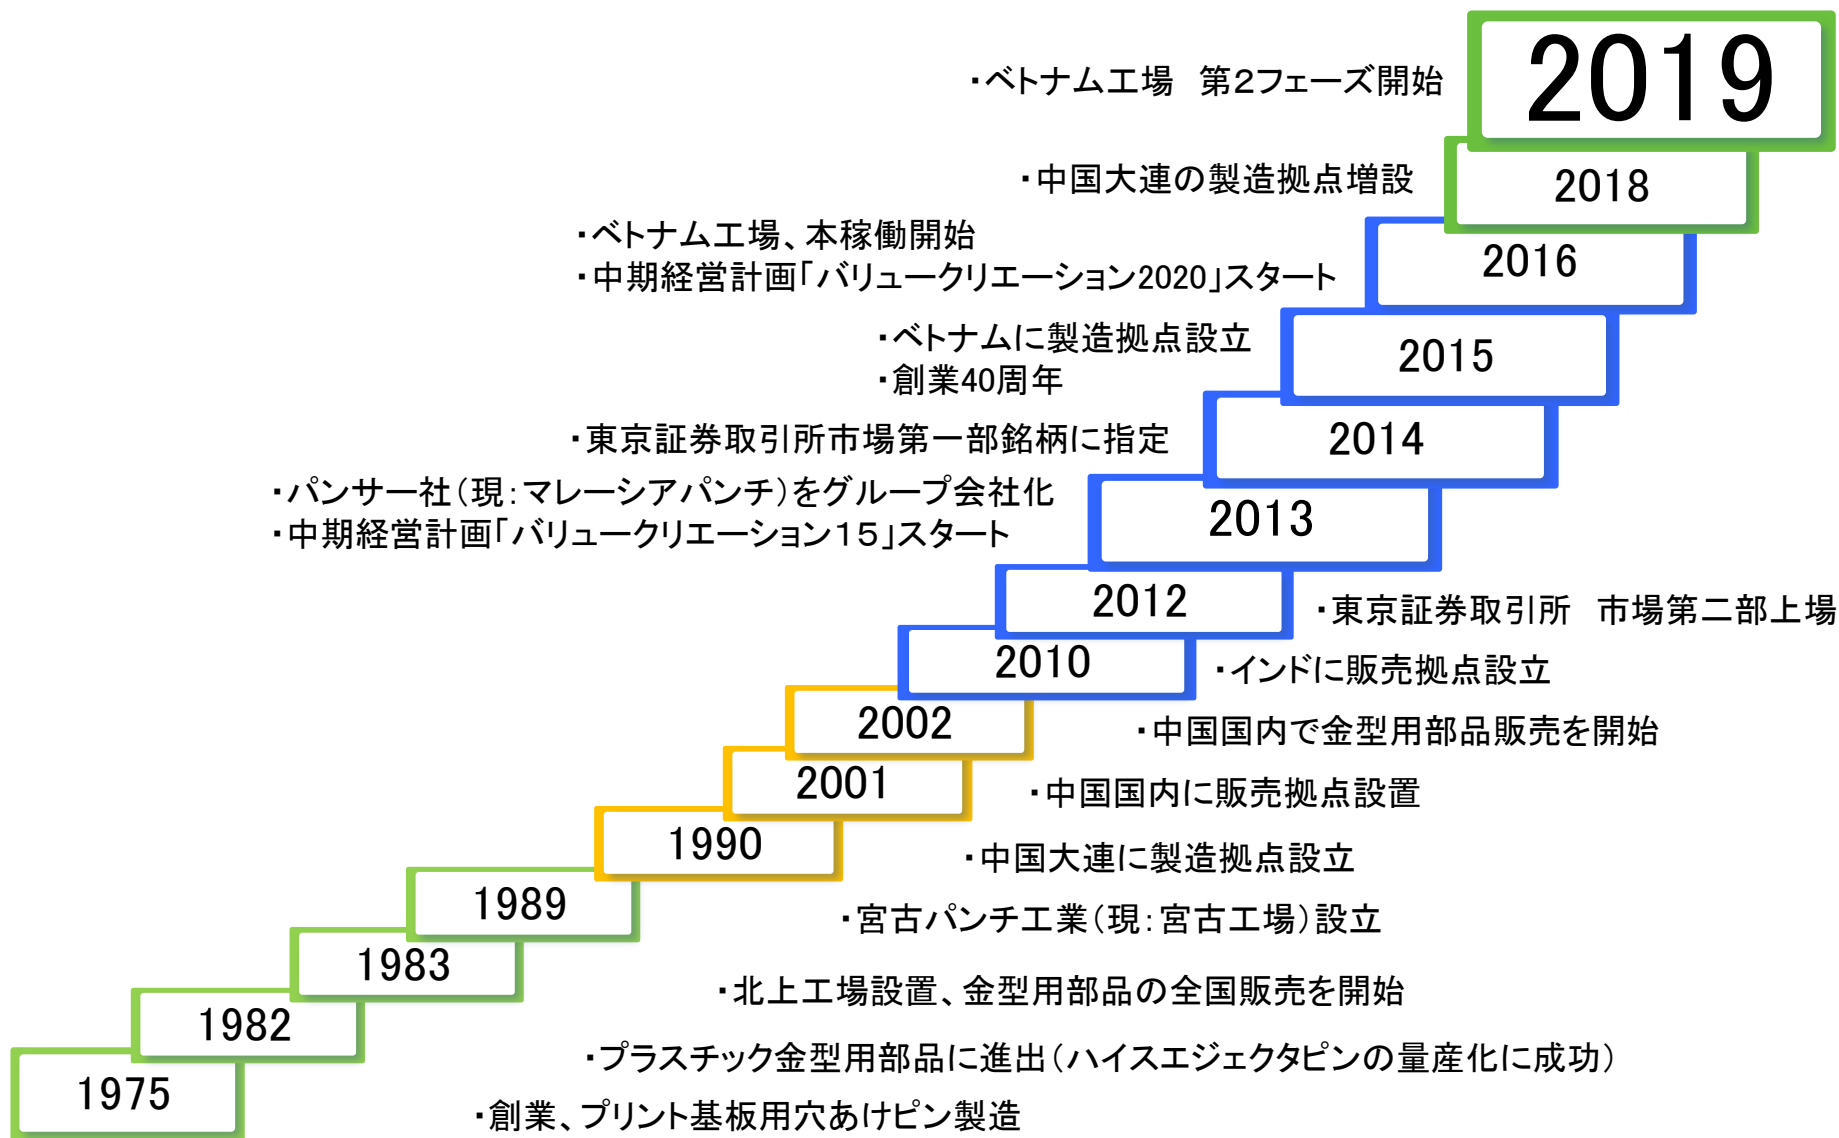 2019
・ベトナム工場　第２フェーズ開始
2018
・中国大連の製造拠点増設
2016
・ベトナム工場、本稼働開始
・中期経営計画「バリュークリエーション2020」スタート
2015
・ベトナムに製造拠点設立
・創業40周年
2014
・東京証券取引所市場第一部銘柄に指定
2013
・パンサー社（現：マレーシアパンチ）をグループ会社化
・中期経営計画「バリュークリエーション１５」スタート
2012
・東京証券取引所　市場第二部上場
2010
・インドに販売拠点設立
2002
・中国国内で金型用部品販売を開始
2001
・中国国内に販売拠点設置
1990
・中国大連に製造拠点設立
1989
・宮古パンチ工業（現：宮古工場）設立
1983
・北上工場設置、金型用部品の全国販売を開始
1982
・プラスチック金型用部品に進出（ハイスエジェクタピンの量産化に成功）
1975
・創業、プリント基板用穴あけピン製造